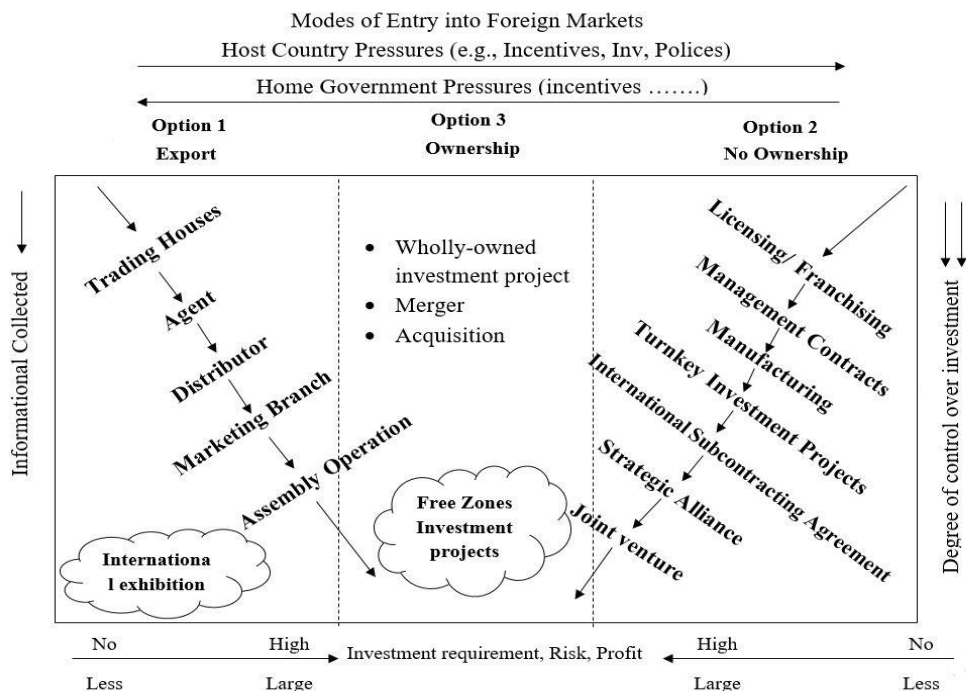 Modes of Entry into Foreign Markets
Host Country Pressures (e.g., Incentives, Inv, Polices)
Home Government Pressures (incentives …….)
Option 1
Export
Option 3
Ownership
Option 2
No Ownership
Informational Collected
Trading Houses
Agent
Distributor
Marketing Branch
Assembly Operation
Internationa
l exhibition
• Wholly-owned
investment project
• Merger
• Acquisition
Free Zones
Investment
projects
Licensing/ Franchising
Management Contracts
Manufacturing
Turnkey Investment Projects
International Subcontracting Agreement
Strategic Alliance
Joint venture
Degree of control over investment
No High Investment requirement, Risk, Profit High No
Less Large Large Less